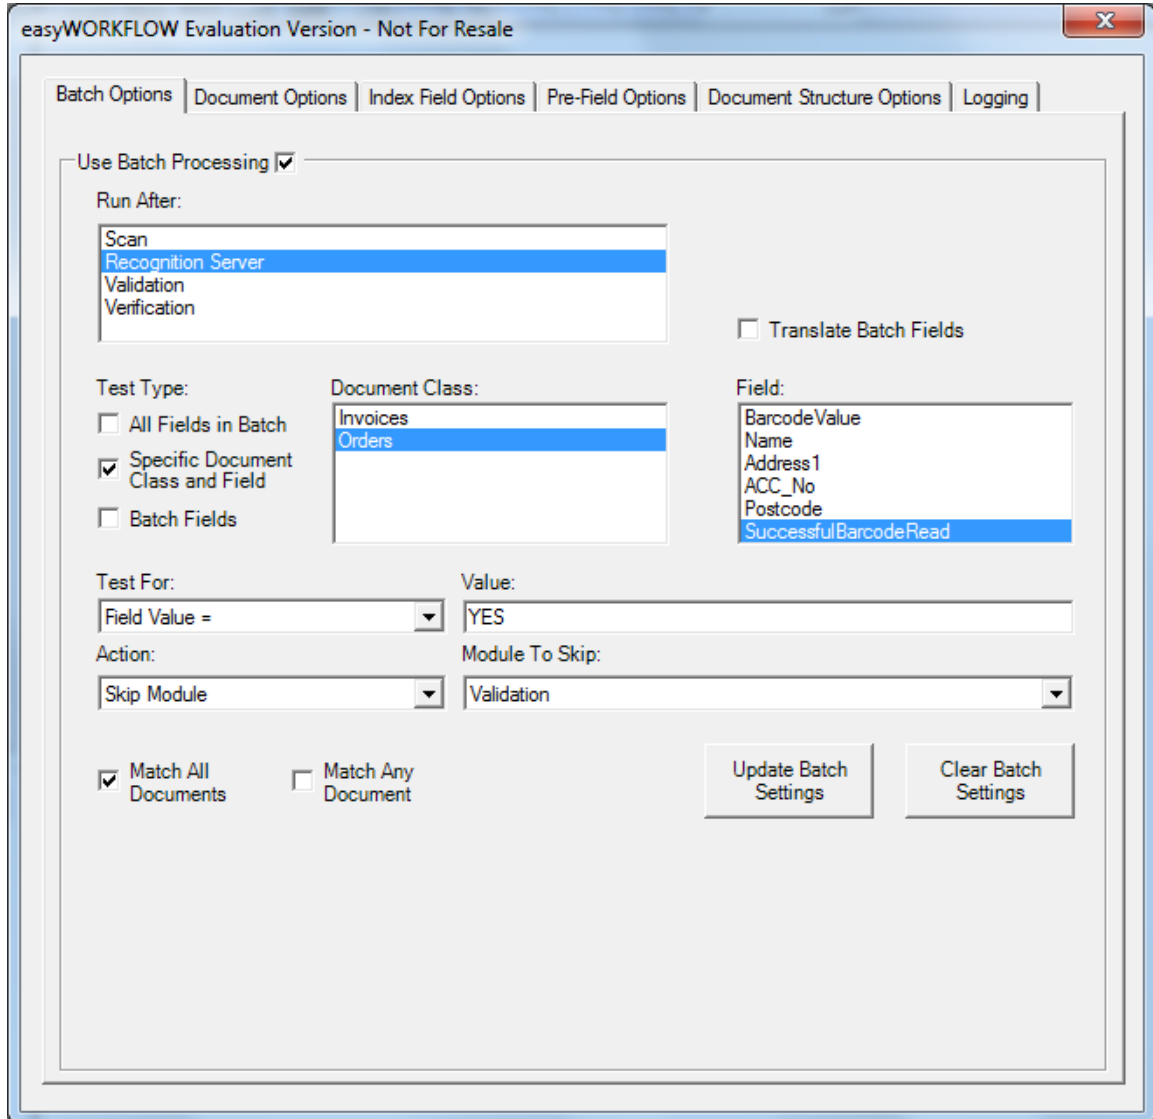 easyWORKFLOW Evaluation Version - Not For Resale
x
Batch Options Document Options Index Field Options Pre-Field Options Document Structure Options Logging
Use Batch Processing
Run After:
Scan
Recognition Server
Validation
Verification
Translate Batch Fields
Test Type: Document Class: Field:
All Fields in Batch
Specific Document
Class and Field
Batch Fields
Invoices
Orders
BarcodeValue
Name
Address1
ACC_No
Postcode
SuccessfulBarcodeRead
Test For: Value:
Field Value = YES
Action: Module To Skip:
Skip Module Validation
Match All
Documents
Match Any
Document
Update Batch
Settings
Clear Batch
Settings